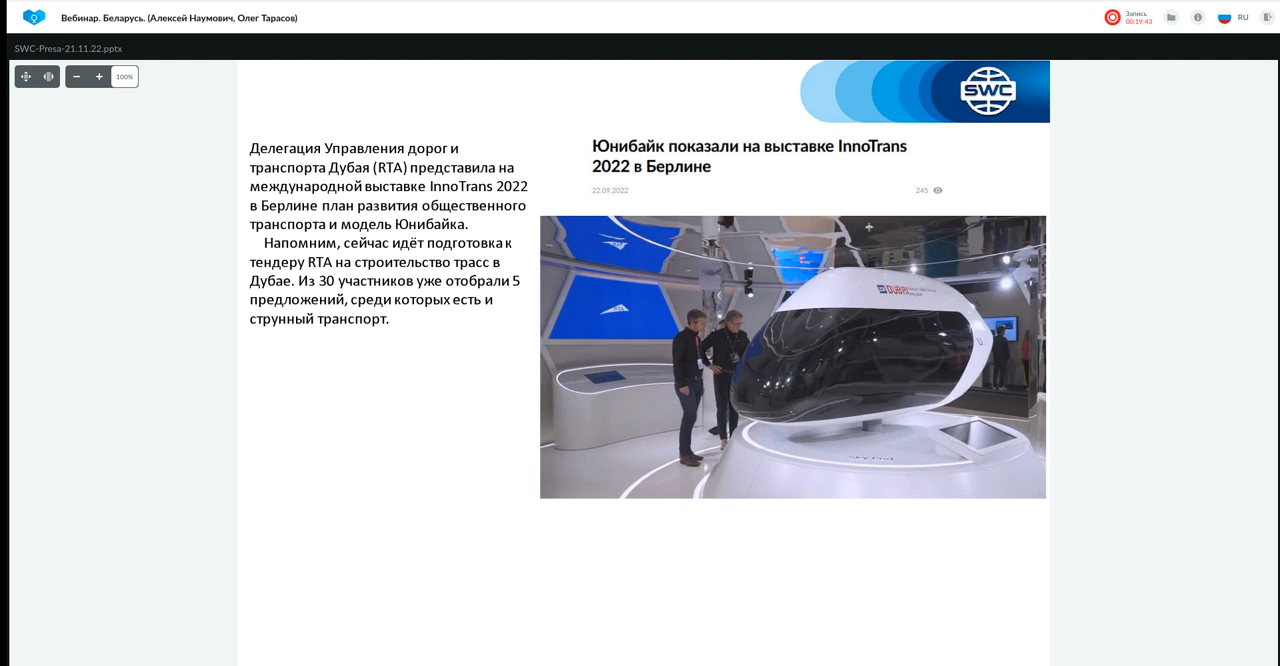 Вебинар. Беларусь. (Алексей Наумович, Олег Тарасов)
Запись
00:19:43
RU
SWC-Presa-21.11.22.pptx
100%
SWC
Делегация Управления дорог и
транспорта Дубая (RTA) представила на
международной выставке InnoTrans 2022
в Берлине план развития общественного
транспорта и модель Юнибайка.
Напомним, сейчас идёт подготовка к
тендеру RTA на строительство трасс в
Дубае. Из 30 участников уже отобрали 5
предложений, среди которых есть и
струнный транспорт.
Юнибайк показали на выставке InnoTrans
2022 в Берлине
22.09.2022
245
DUBAI
RTA